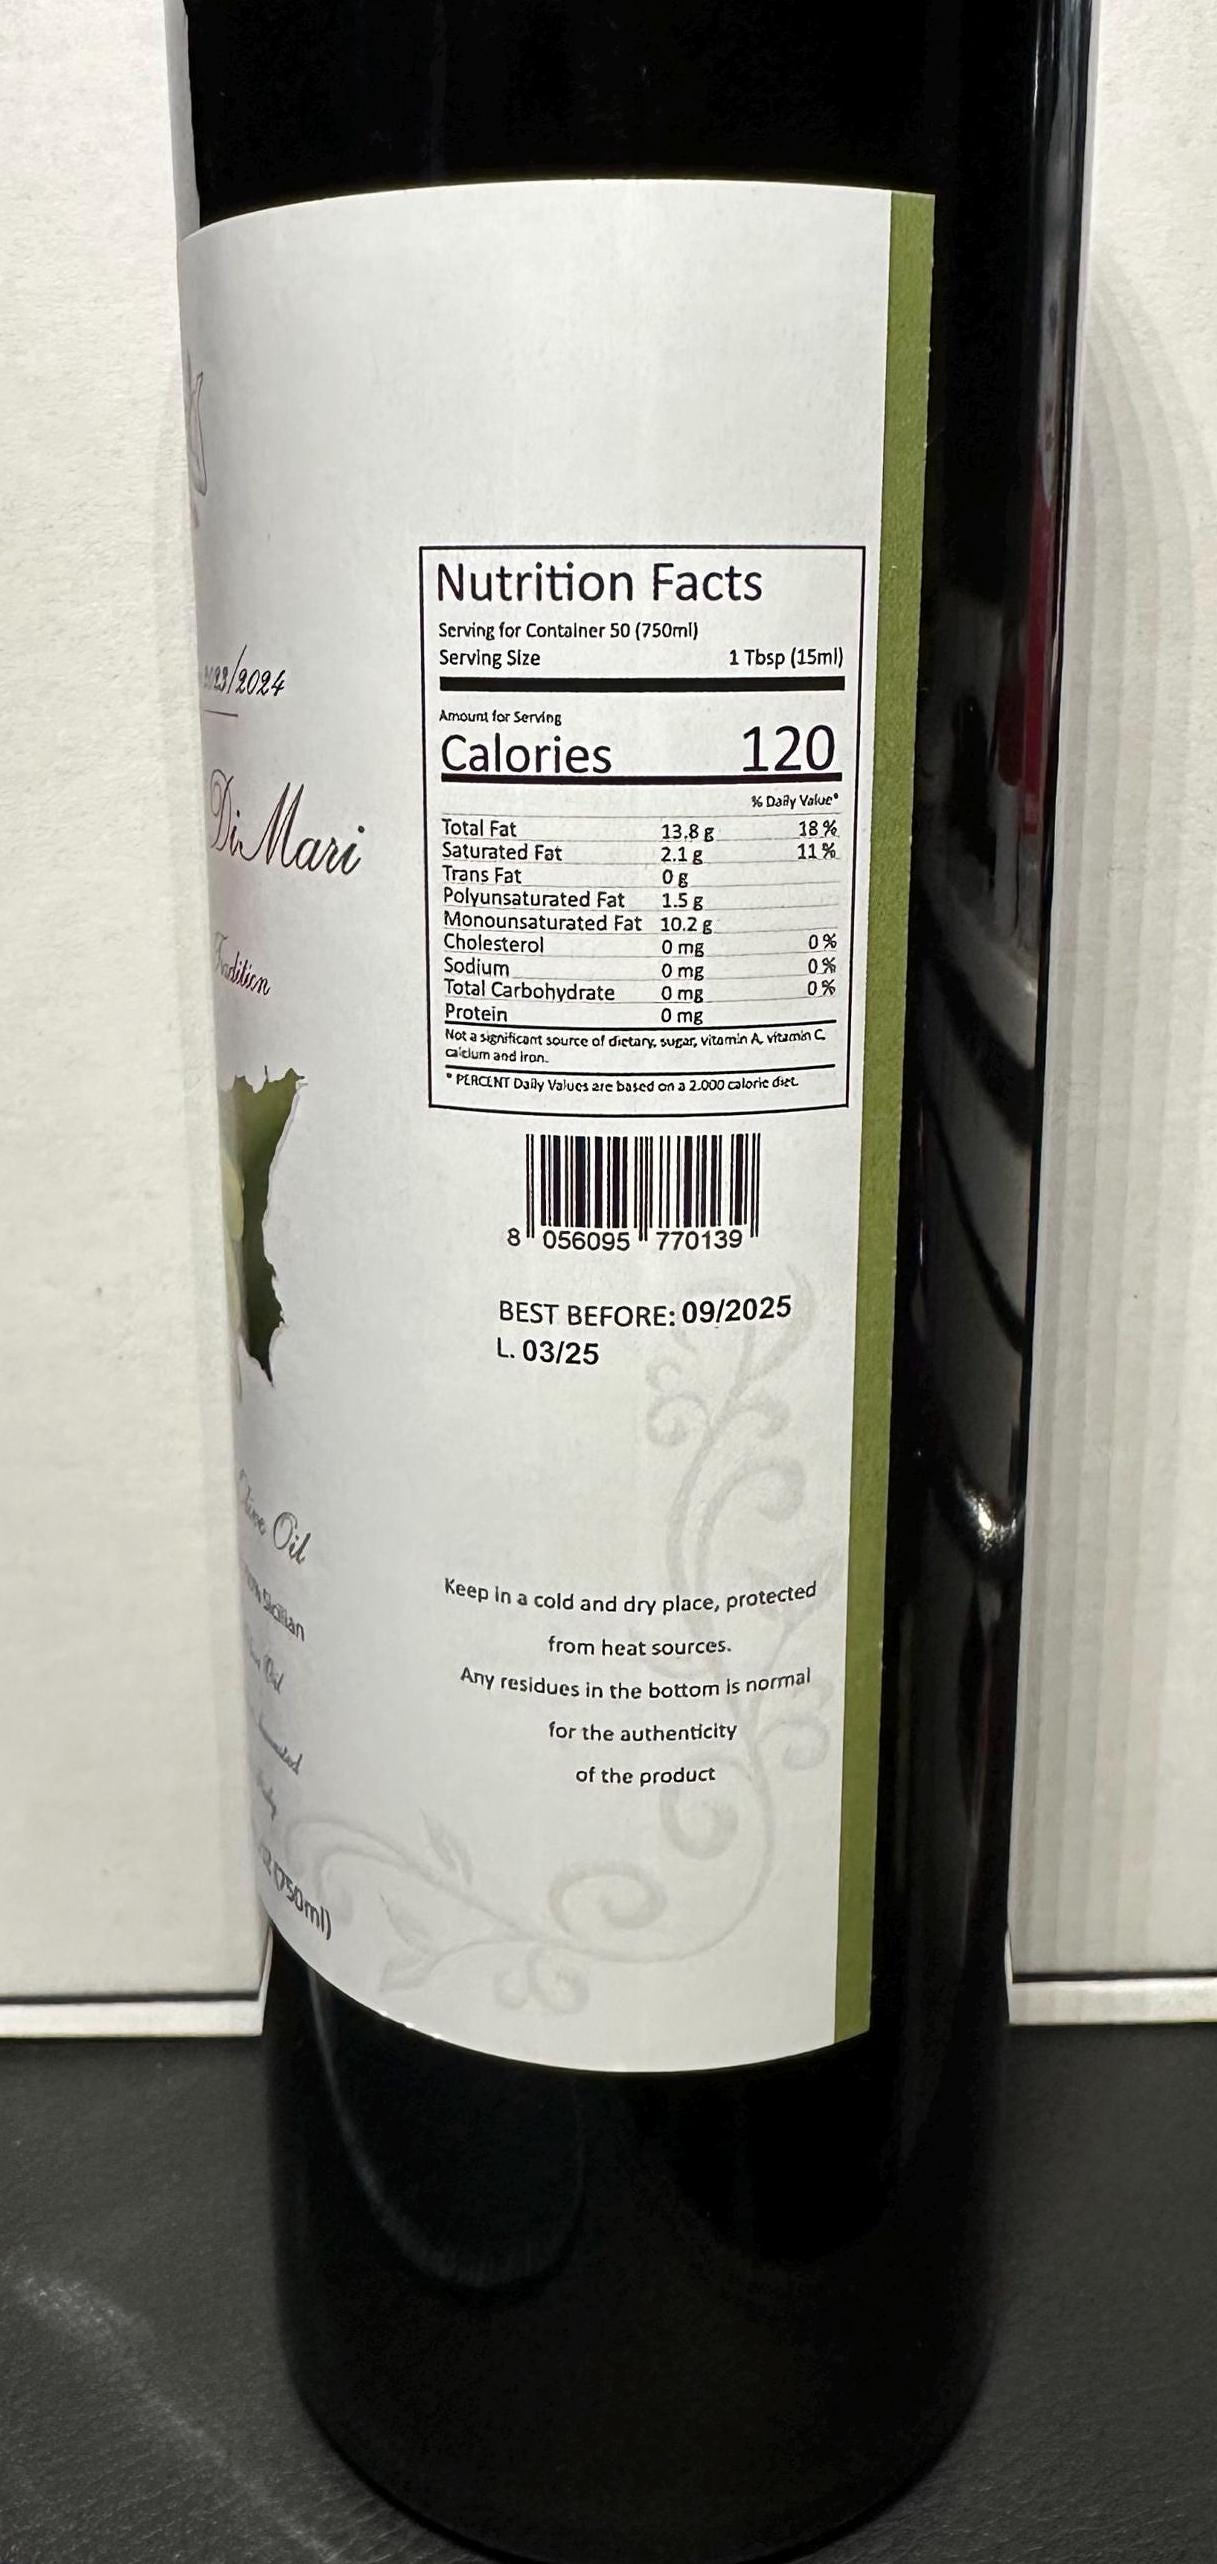 /2024
Di Mari
Tradition
Oil
Sicilian
Oil
(750ml)
Nutrition Facts
Serving for Container 50 (750ml)
Serving Size 1 Tbsp (15ml)
Amount for Serving
Calories 120
% Daily Value*
Total Fat 13,8 g 18 %
Saturated Fat 2.1 g 11 %
Trans Fat 0 g
Polyunsaturated Fat 1.5 g
Monounsaturated Fat 10.2 g
Cholesterol 0 mg 0 %
Sodium 0 mg 0 %
Total Carbohydrate 0 mg 0 %
Protein 0 mg
Not a significant source of dietary, sugar, vitamin A, vitamin C,
calcium and iron.
* PERCENT Daily Values are based on a 2.000 calorie diet.
8 056095 770139
BEST BEFORE: 09/2025
L. 03/25
Keep in a cold and dry place, protected
from heat sources.
Any residues in the bottom is normal
for the authenticity
of the product